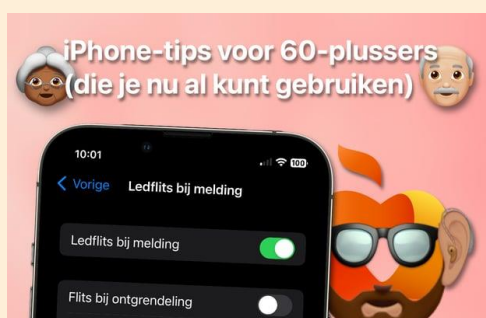 iPhone-tips voor 60-plussers
(die je nu al kunt gebruiken)
10:01
100
Vorige
Ledflits bij melding
Ledflits bij melding
Flits bij ontgrendeling